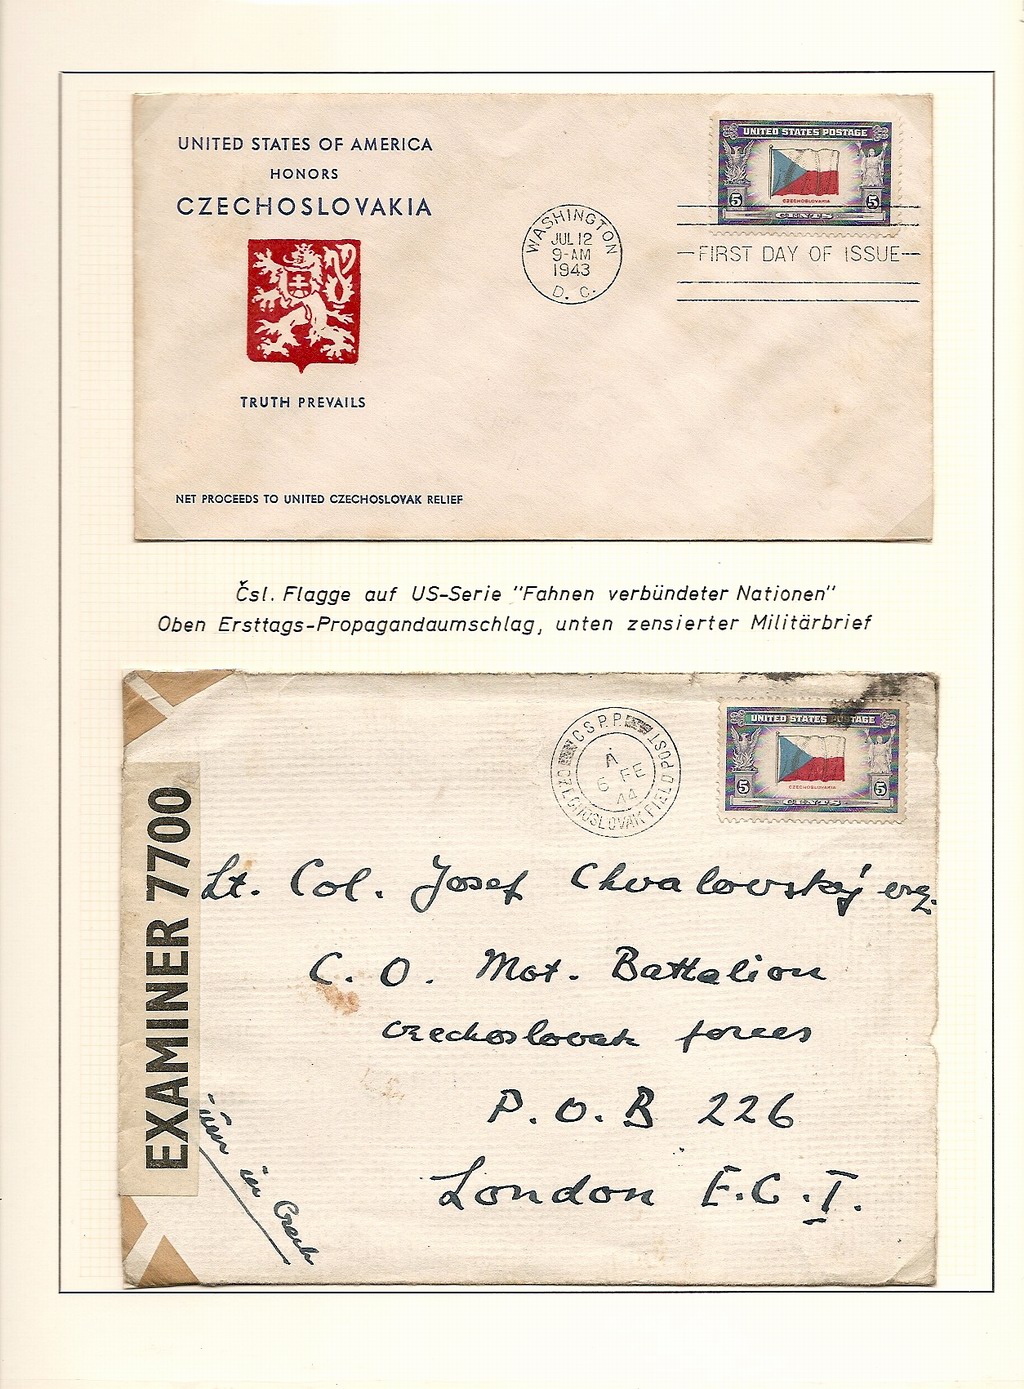 UNITED STATES OF AMERICA
HONORS
CZECHOSLOVAKIA
TRUTH PREVAILS
NET PROCEEDS TO UNITED CZECHOSLOVAK RELIEF
WASHINGTON
JUL 12
9-AM
1943
D. C.
UNITED STATES POSTAGE
CZECHOSLOVAKIA
5 5
CENTS
FIRST DAY OF ISSUE
Čsl. Flagge auf US-Serie "Fahnen verbündeter Nationen"
Oben Ersttags-Propagandaumschlag, unten zensierter Militärbrief
C.S.P.P. POST
A
6 FE
44
CZECHOSLOVAK FIELD
UNITED STATES POSTAGE
CZECHOSLOVAKIA
5 5
CENTS
EXAMINER 7700
Lt. Col. Josef Chvalovský esq.
C. O. Mot. Battalion
Czechoslovak forces
P.O.B 226
London E.C.1.
in Czech